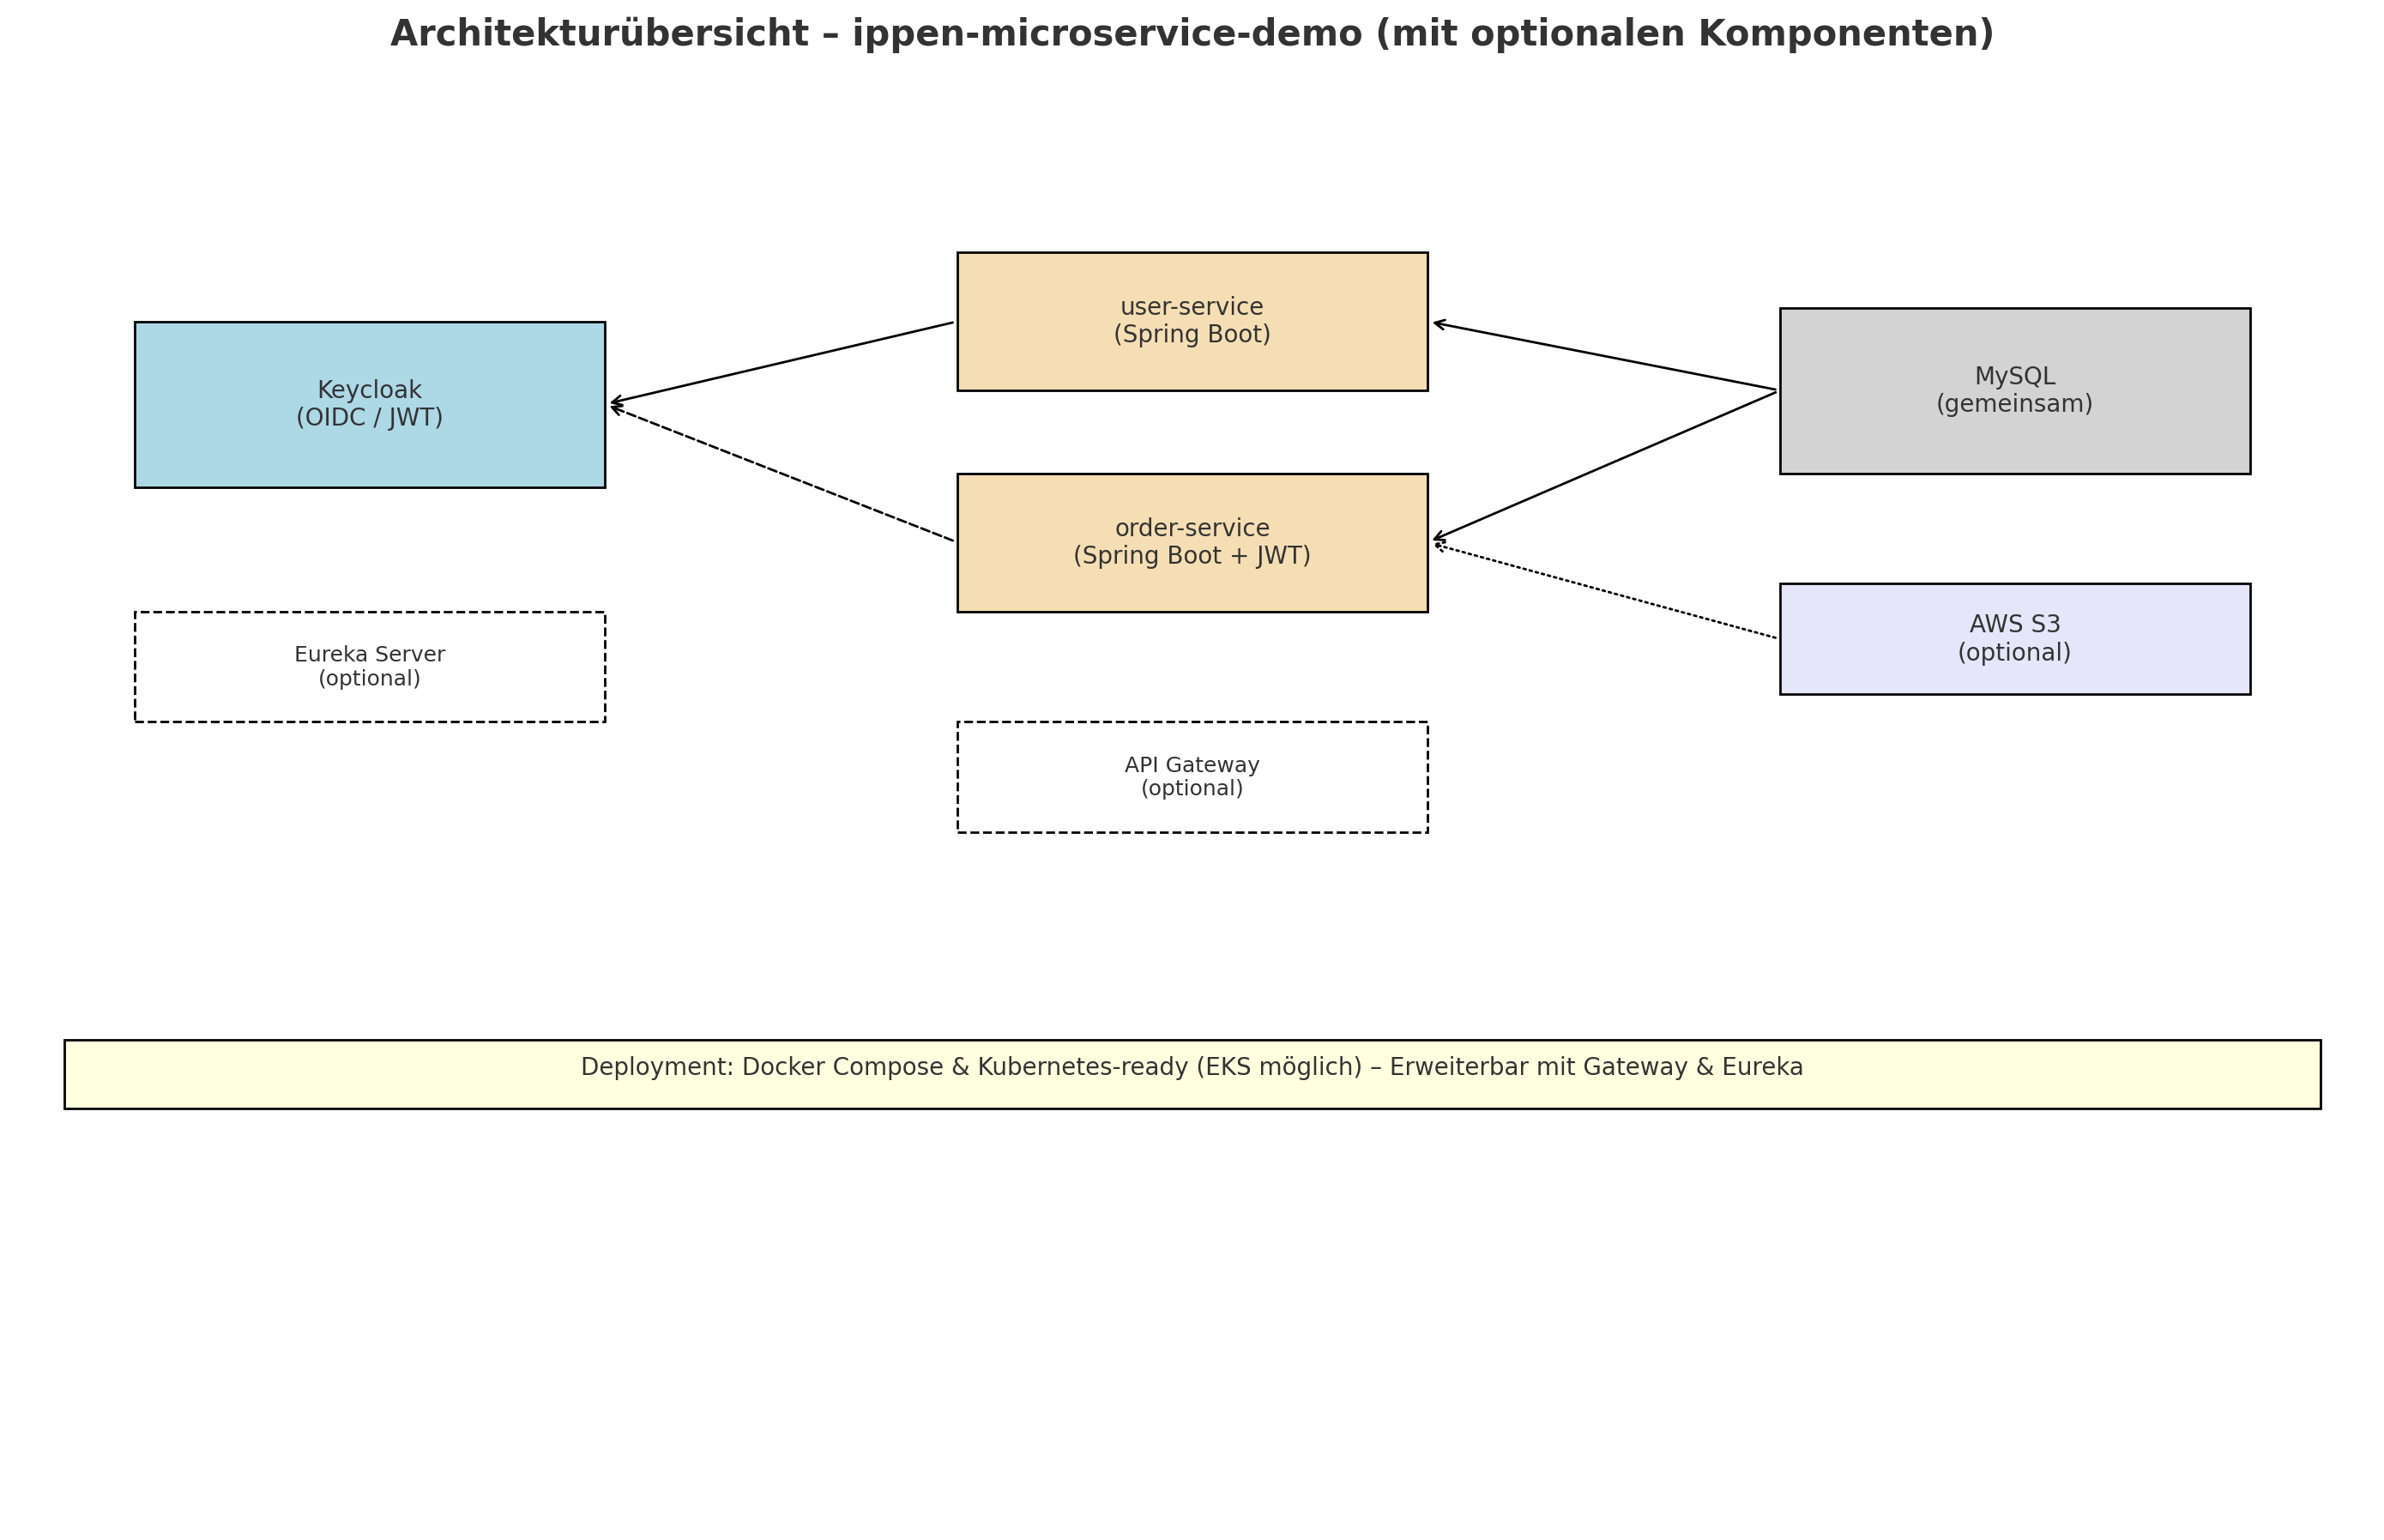 Architekturübersicht – ippen-microservice-demo (mit optionalen Komponenten)
user-service
(Spring Boot)
Keycloak
(OIDC / JWT)
MySQL
(gemeinsam)
order-service
(Spring Boot + JWT)
Eureka Server
(optional)
AWS S3
(optional)
API Gateway
(optional)
Deployment: Docker Compose & Kubernetes-ready (EKS möglich) – Erweiterbar mit Gateway & Eureka